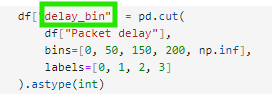 df["delay_bin"] = pd.cut(
df["Packet delay"],
bins=[0, 50, 150, 200, np.inf],
labels=[0, 1, 2, 3]
).astype(int)